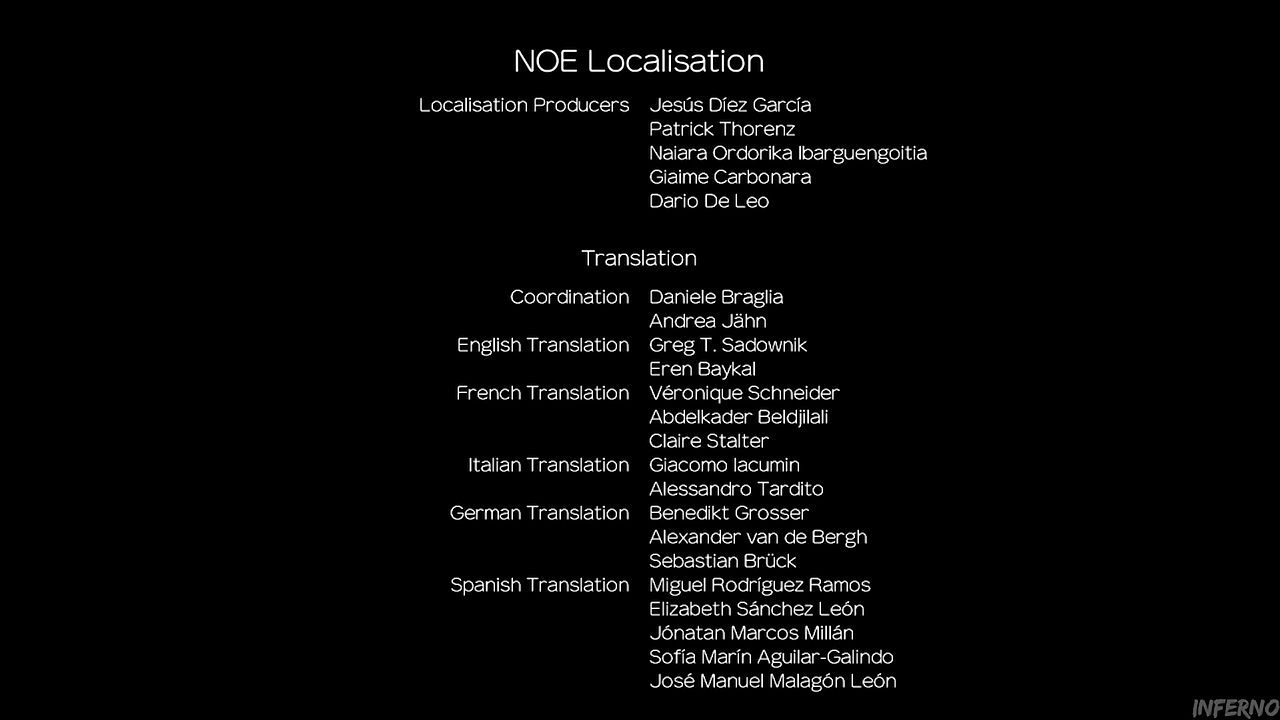 NOE Localisation
Localisation Producers Jesús Díez García
Patrick Thorenz
Naiara Ordorika Ibarguengoitia
Giaime Carbonara
Dario De Leo
Translation
Coordination Daniele Braglia
Andrea Jähn
English Translation Greg T. Sadownik
Eren Baykal
French Translation Véronique Schneider
Abdelkader Beldjilali
Claire Stalter
Italian Translation Giacomo Iacumin
Alessandro Tardito
German Translation Benedikt Grosser
Alexander van de Bergh
Sebastian Brück
Spanish Translation Miguel Rodríguez Ramos
Elizabeth Sánchez León
Jónatan Marcos Millán
Sofía Marín Aguilar-Galindo
José Manuel Malagón León
INFERNO